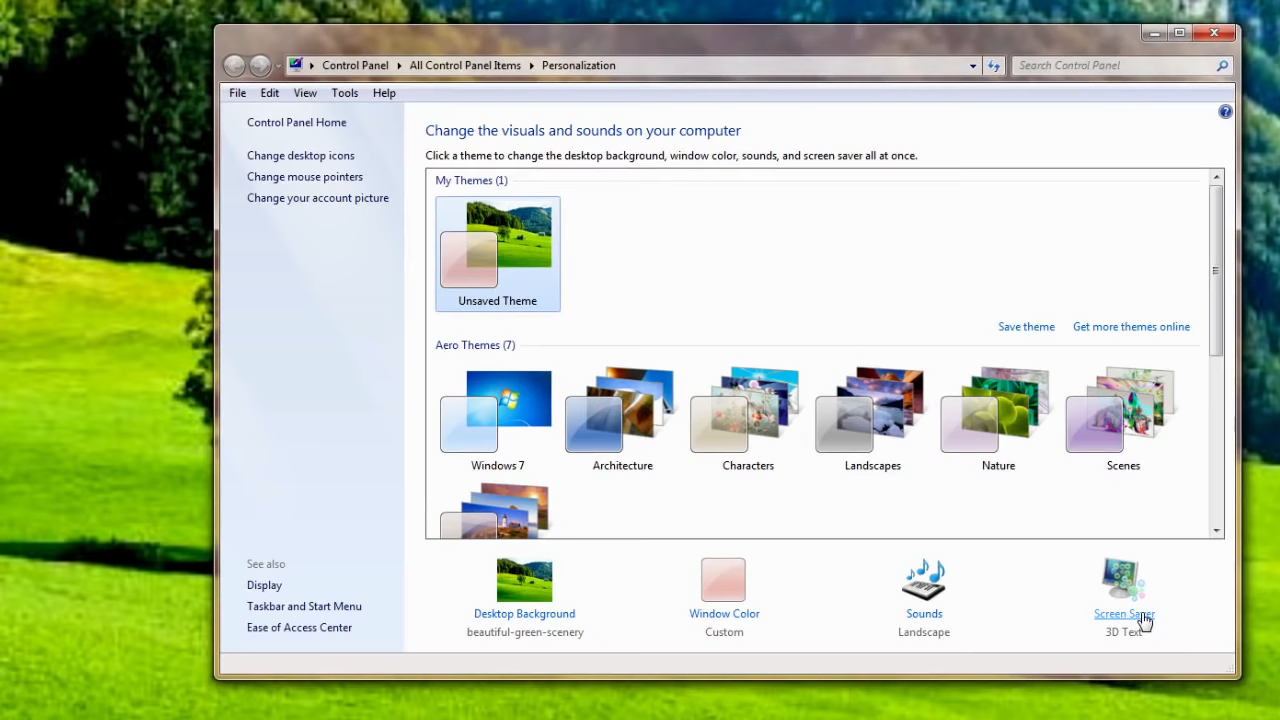 Control Panel ▸ All Control Panel Items ▸ Personalization
Search Control Panel
File Edit View Tools Help
Control Panel Home
Change desktop icons
Change mouse pointers
Change your account picture
See also
Display
Taskbar and Start Menu
Ease of Access Center
Change the visuals and sounds on your computer
Click a theme to change the desktop background, window color, sounds, and screen saver all at once.
My Themes (1)
Unsaved Theme
Save theme Get more themes online
Aero Themes (7)
Windows 7 Architecture Characters Landscapes Nature Scenes
Desktop Background Window Color Sounds Screen Saver
beautiful-green-scenery Custom Landscape 3D Text